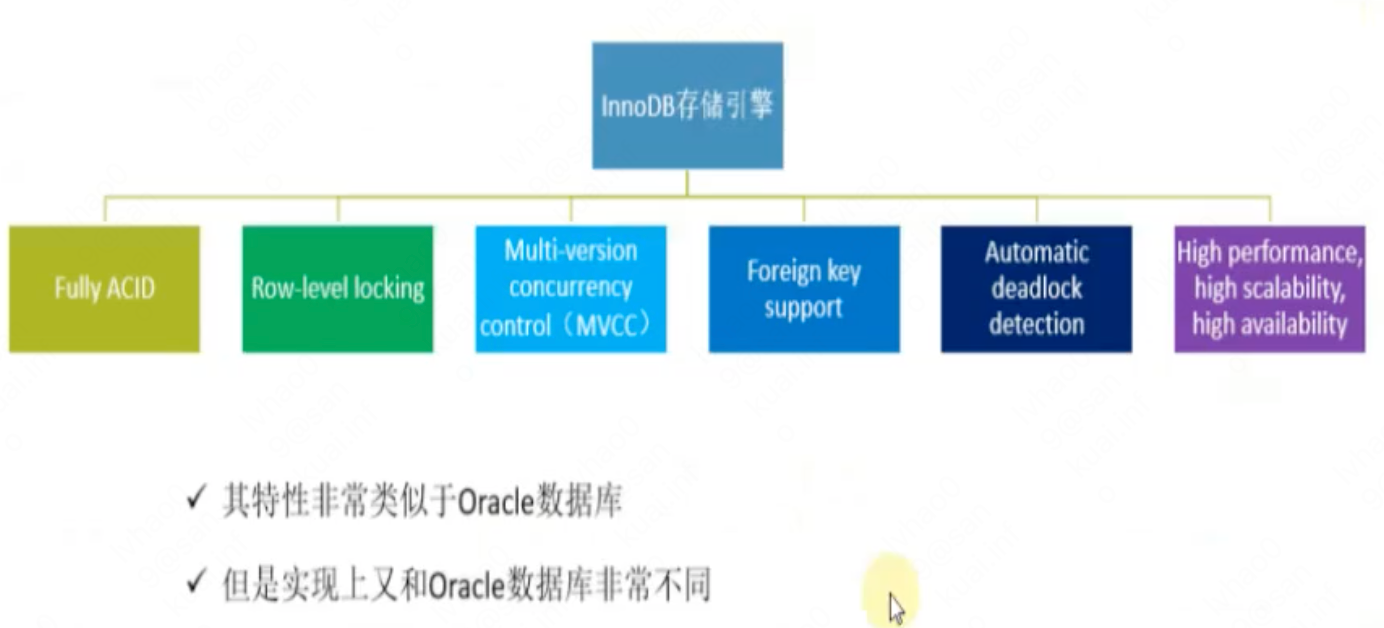 InnoDB存储引擎
Fully ACID
Row-level locking
Multi-version
concurrency
control（MVCC）
Foreign key
support
Automatic
deadlock
detection
High performance,
high scalability,
high availability
✓ 其特性非常类似于Oracle数据库
✓ 但是实现上又和Oracle数据库非常不同